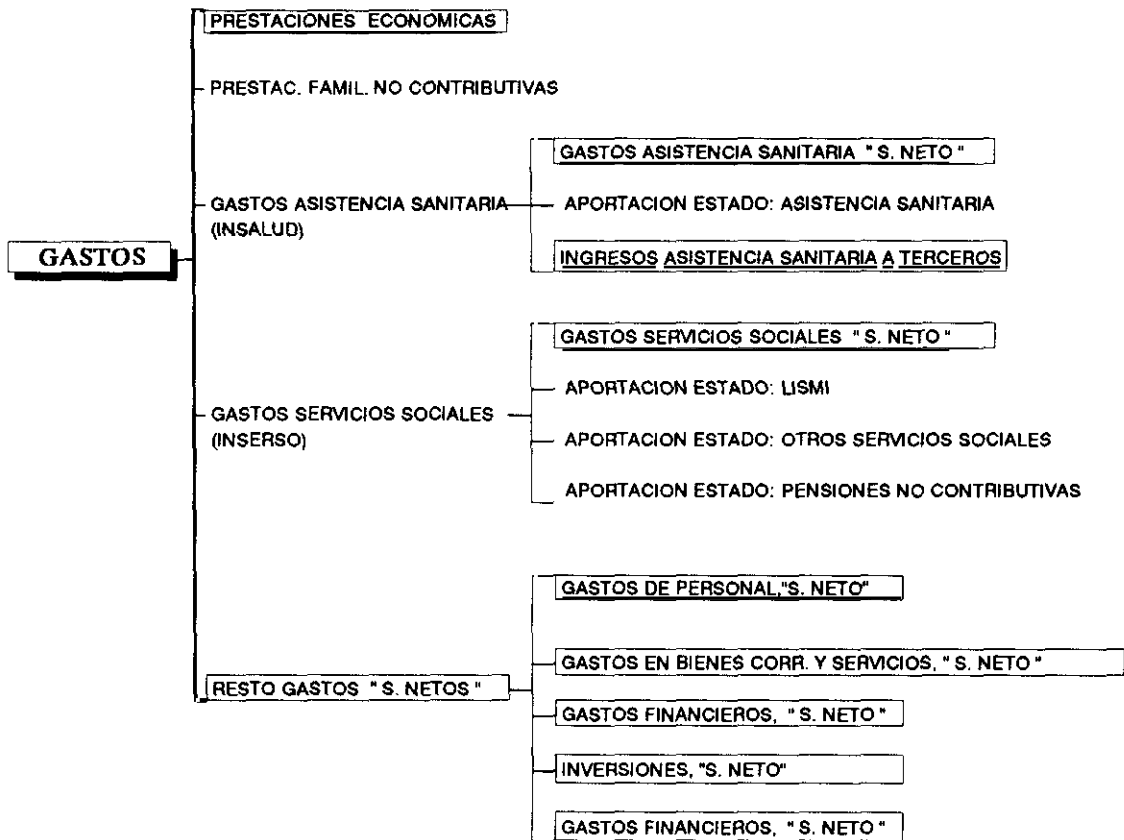 PRESTACIONES ECONOMICAS
PRESTAC. FAMIL. NO CONTRIBUTIVAS
GASTOS ASISTENCIA SANITARIA " S. NETO "
GASTOS ASISTENCIA SANITARIA
(INSALUD)
APORTACION ESTADO: ASISTENCIA SANITARIA
INGRESOS ASISTENCIA SANITARIA A TERCEROS
GASTOS
GASTOS SERVICIOS SOCIALES " S. NETO "
APORTACION ESTADO: LISMI
GASTOS SERVICIOS SOCIALES
(INSERSO)
APORTACION ESTADO: OTROS SERVICIOS SOCIALES
APORTACION ESTADO: PENSIONES NO CONTRIBUTIVAS
GASTOS DE PERSONAL,"S. NETO"
GASTOS EN BIENES CORR. Y SERVICIOS, " S. NETO "
RESTO GASTOS " S. NETOS "
GASTOS FINANCIEROS, " S. NETO "
INVERSIONES, "S. NETO"
GASTOS FINANCIEROS, " S. NETO "